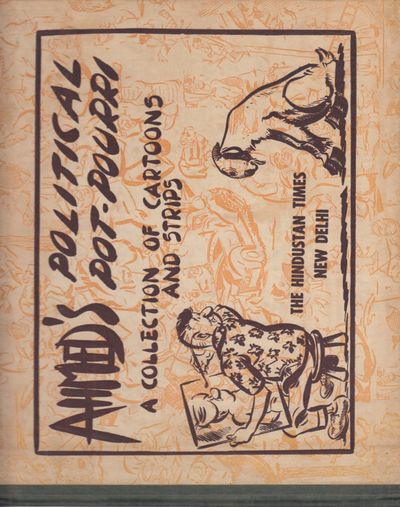 AHMED'S POLITICAL
POT-POURRI
A COLLECTION OF CARTOONS
AND STRIPS
THE HINDUSTAN TIMES
NEW DELHI